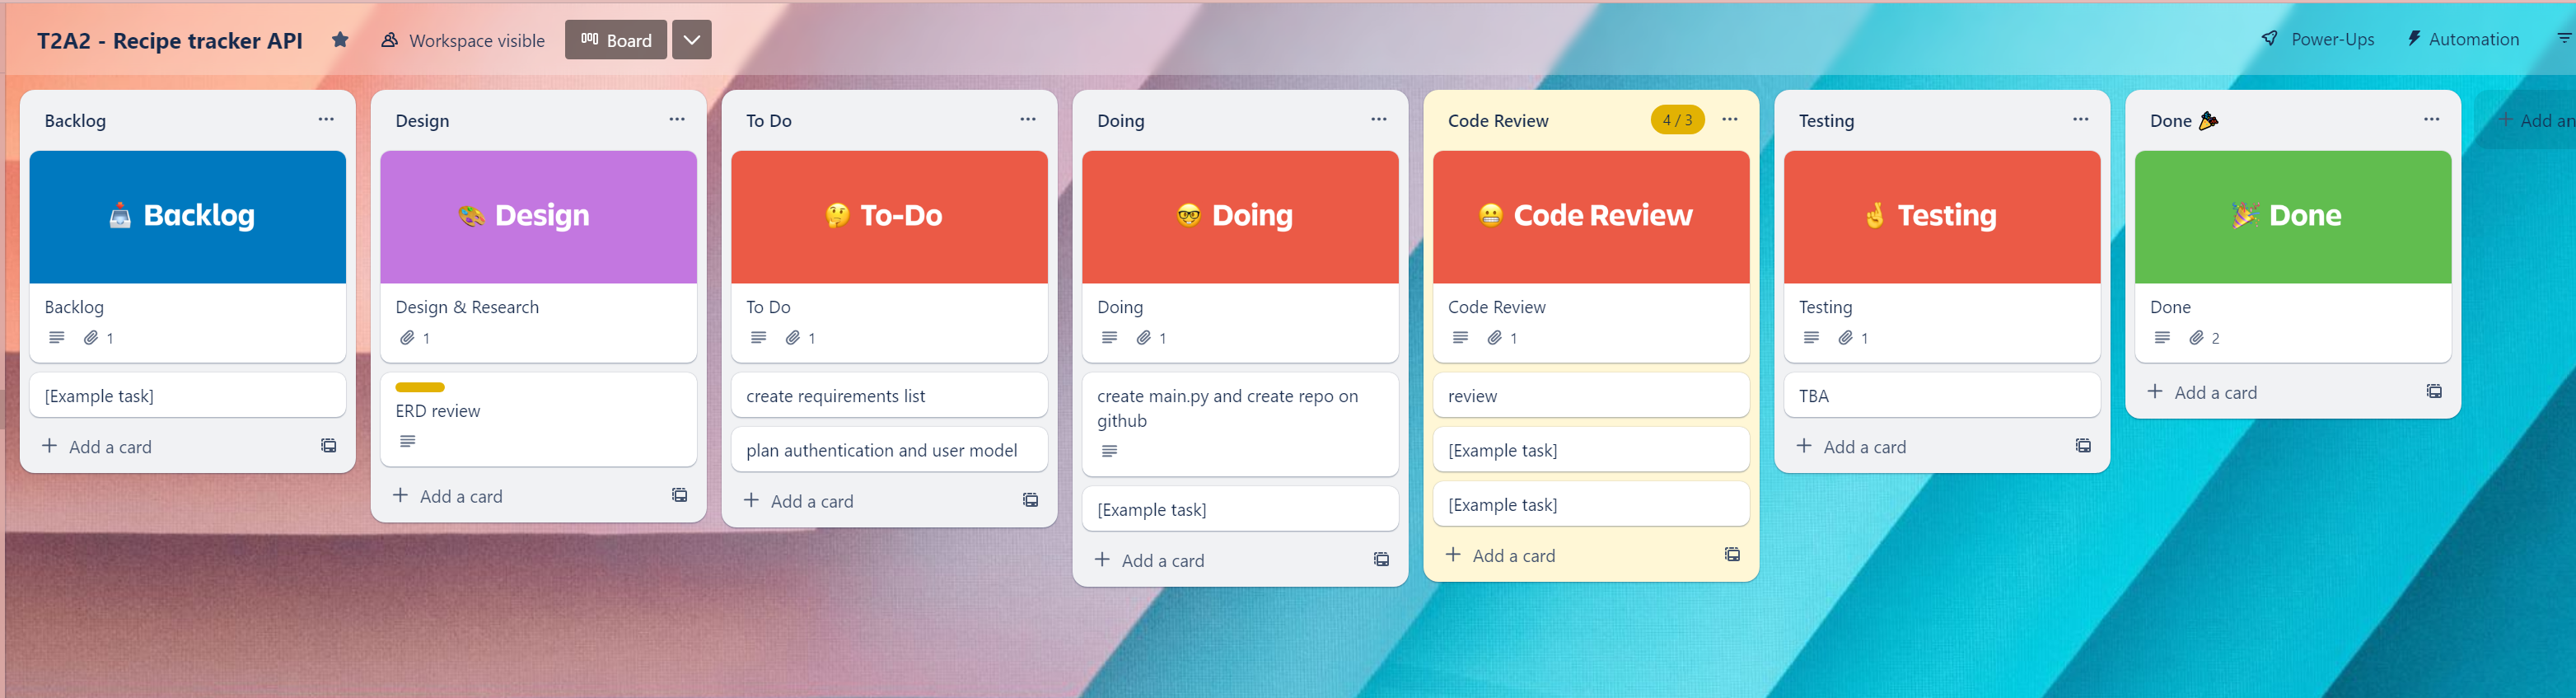 T2A2 - Recipe tracker API
Workspace visible
Board
Power-Ups
Automation
Backlog
Backlog
Backlog
1
[Example task]
+ Add a card
Design
Design
Design & Research
1
ERD review
+ Add a card
To Do
To-Do
To Do
1
create requirements list
plan authentication and user model
+ Add a card
Doing
Doing
Doing
1
create main.py and create repo on
github
[Example task]
+ Add a card
Code Review
4 / 3
Code Review
Code Review
1
review
[Example task]
[Example task]
+ Add a card
Testing
Testing
Testing
1
TBA
+ Add a card
Done
Done
Done
2
+ Add a card
+ Add an